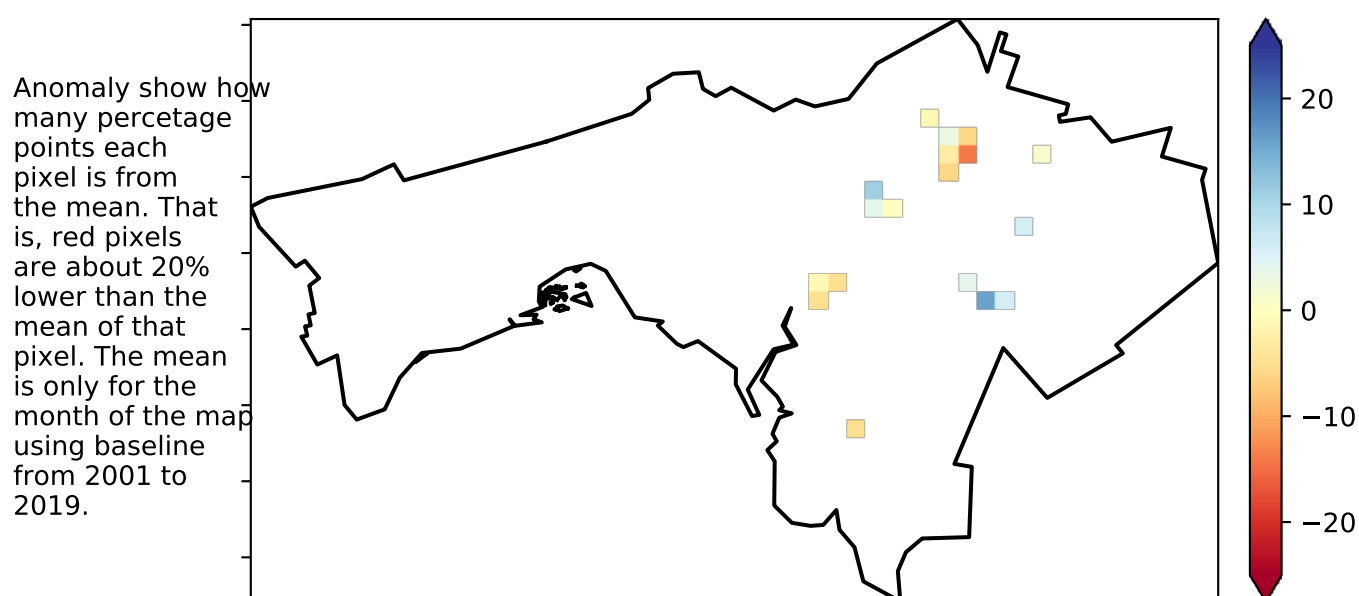 Anomaly show how
many percetage
points each
pixel is from
the mean. That
is, red pixels
are about 20%
lower than the
mean of that
pixel. The mean
is only for the
month of the map
using baseline
from 2001 to
2019.
20
10
0
−10
−20